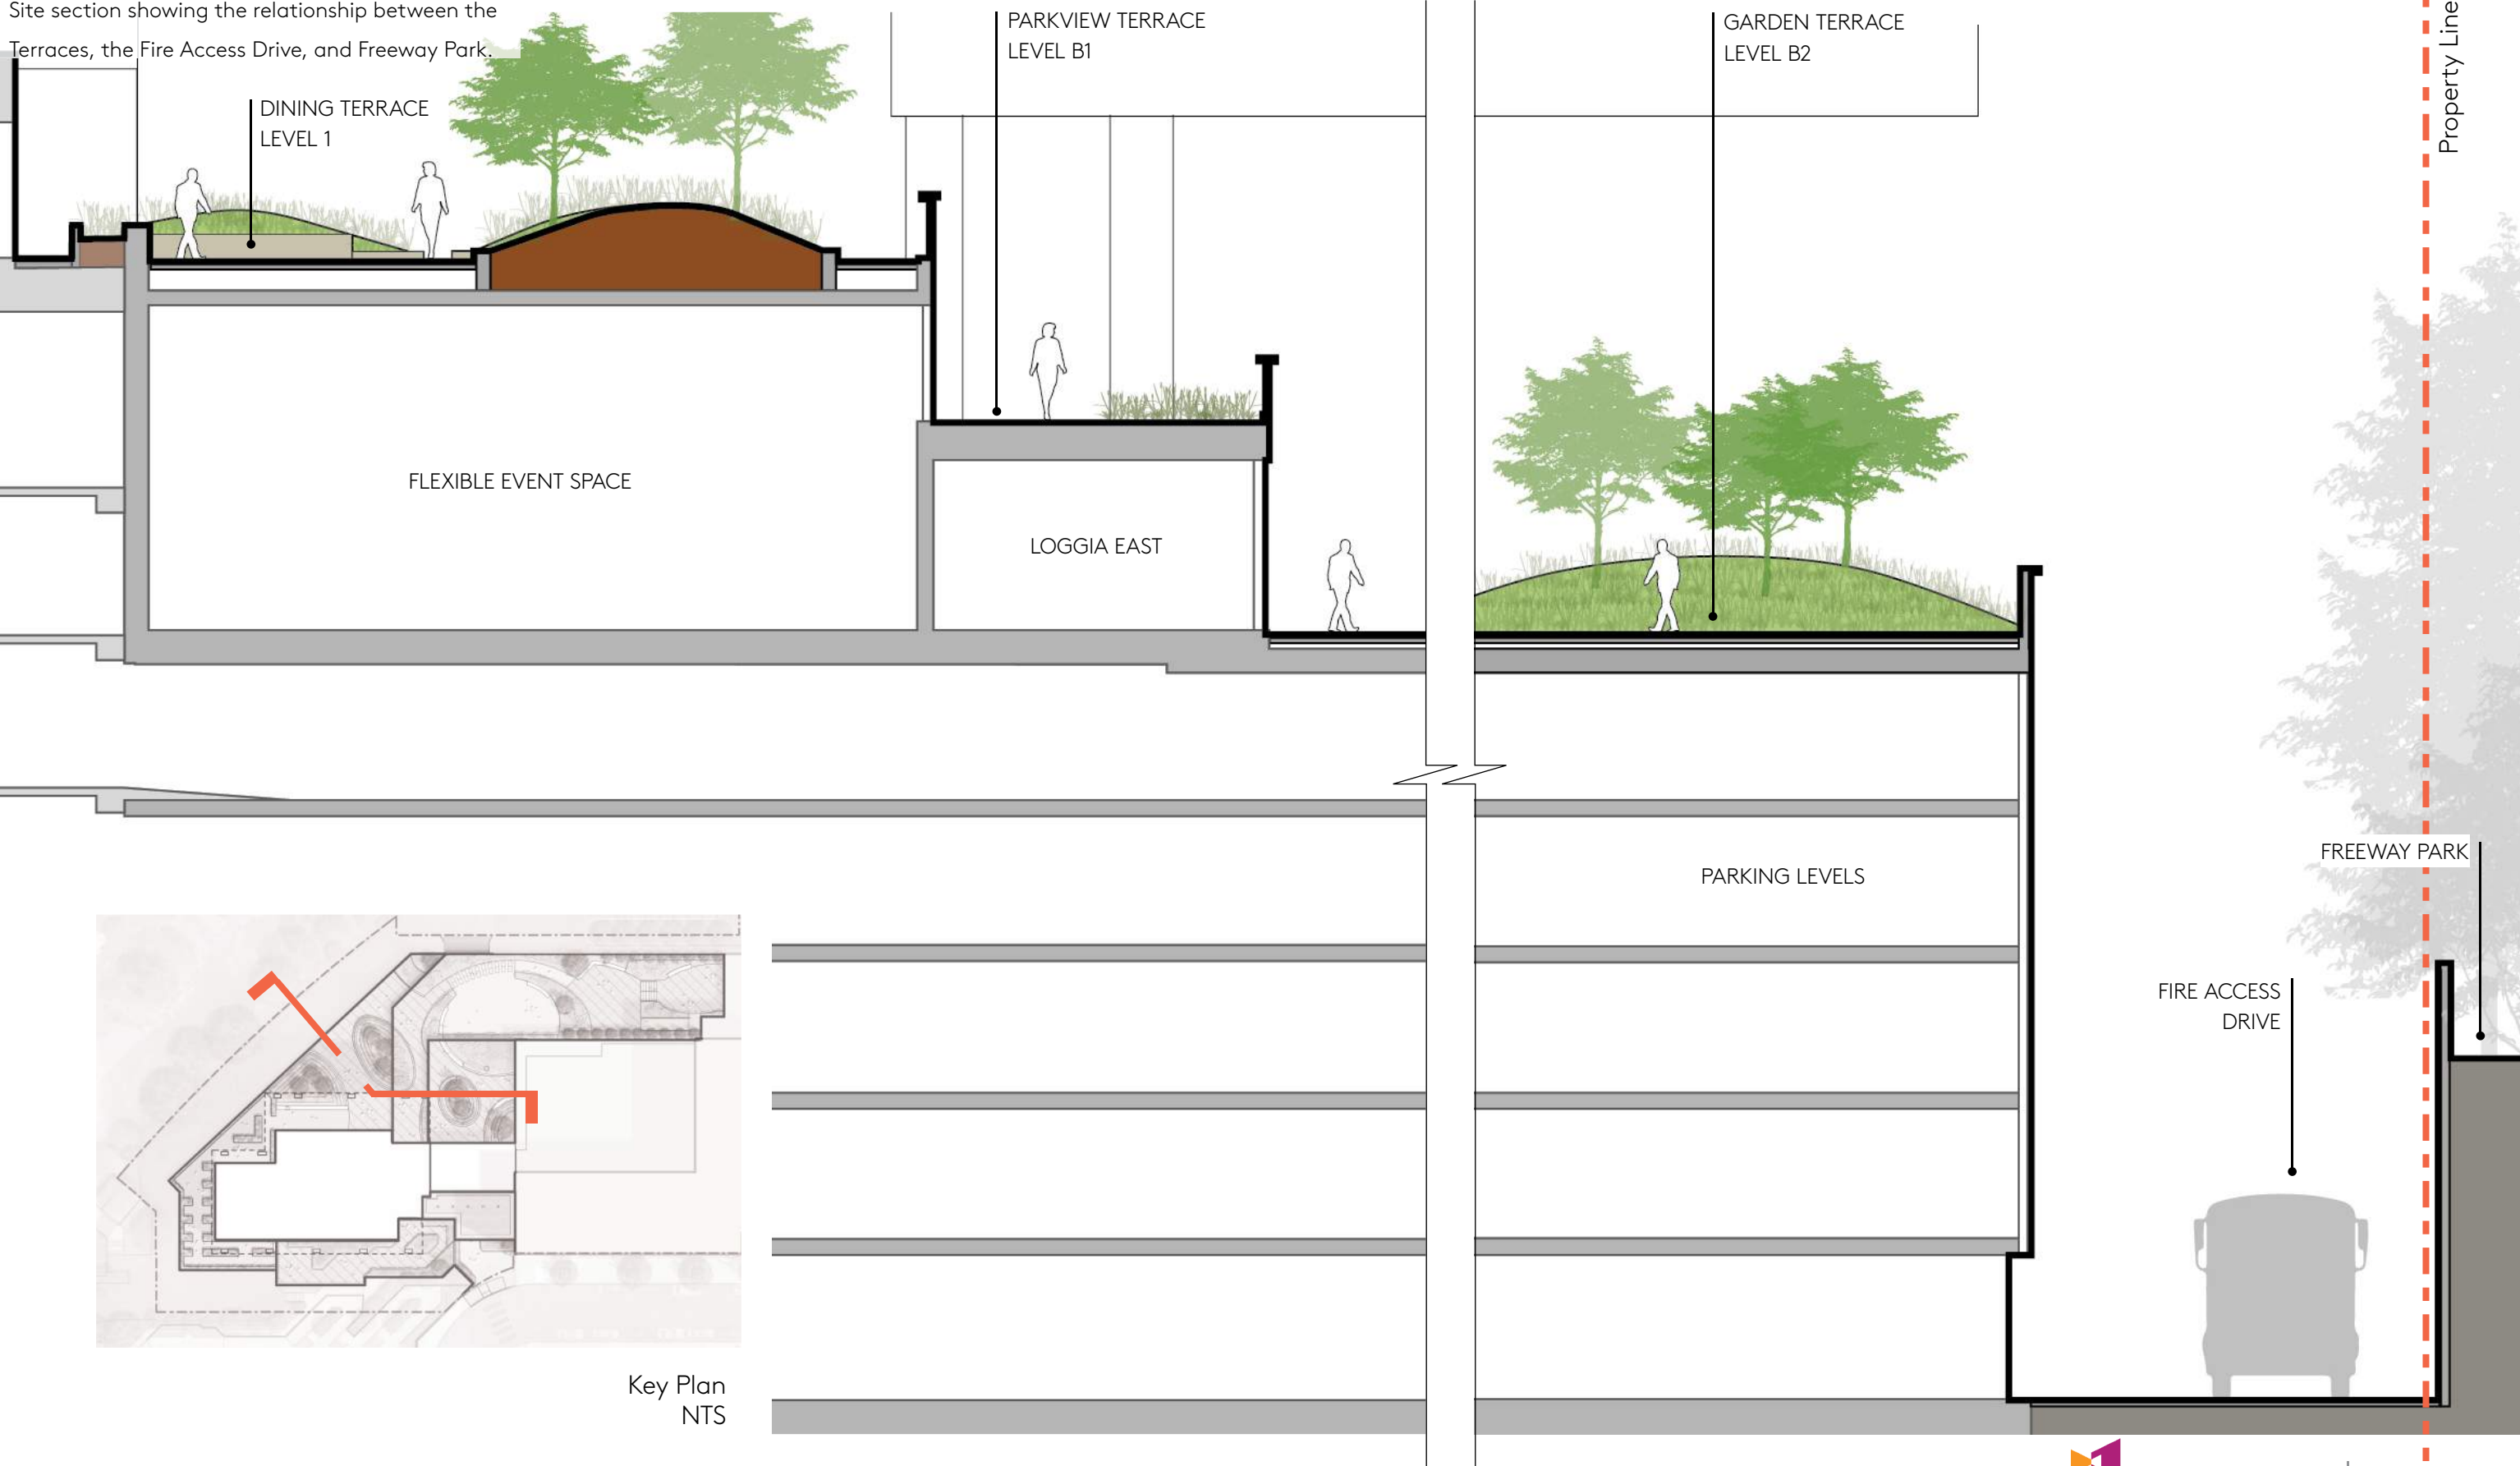 Site section showing the relationship between the
Terraces, the Fire Access Drive, and Freeway Park.
DINING TERRACE
LEVEL 1
PARKVIEW TERRACE
LEVEL B1
GARDEN TERRACE
LEVEL B2
Property Line
FLEXIBLE EVENT SPACE
LOGGIA EAST
PARKING LEVELS
FREEWAY PARK
FIRE ACCESS
DRIVE
Key Plan
NTS